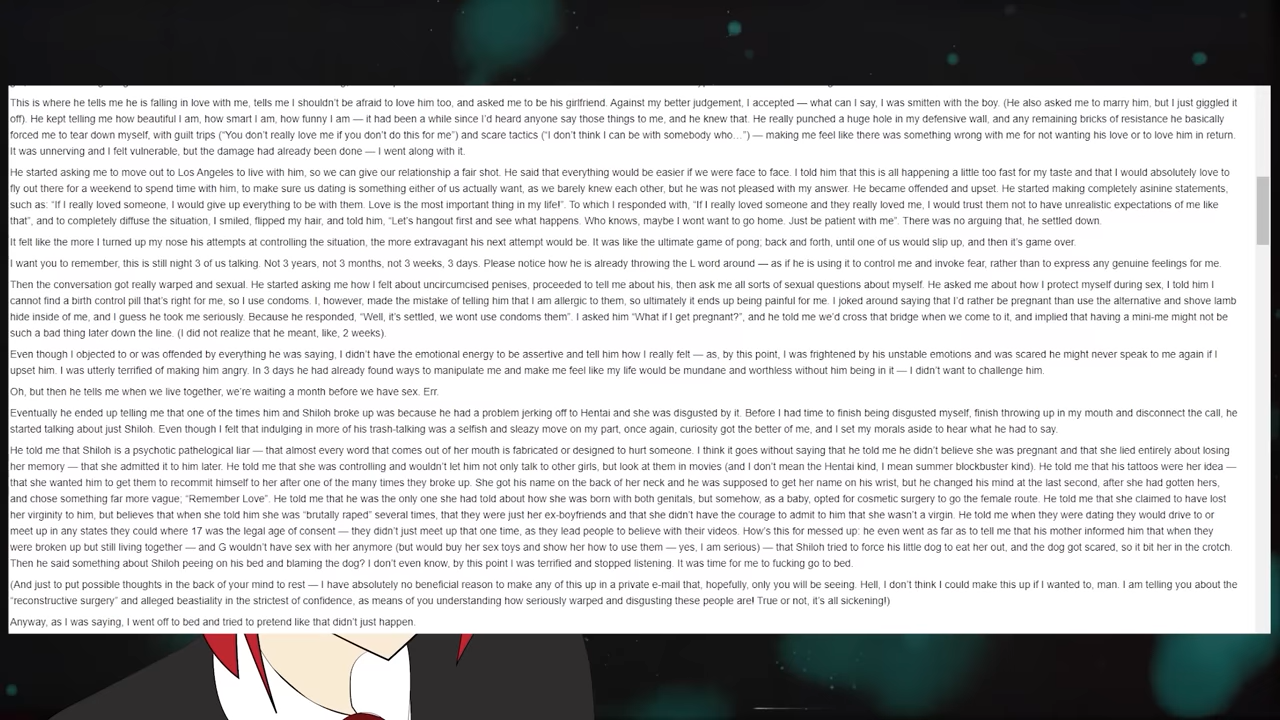 This is where he tells me he is falling in love with me, tells me I shouldn't be afraid to love him too, and asked me to be his girlfriend. Against my better judgement, I accepted — what can I say, I was smitten with the boy. (He also asked me to marry him, but I just giggled it
off). He kept telling me how beautiful I am, how smart I am, how funny I am — it had been a while since I'd heard anyone say those things to me, and he knew that. He really punched a huge hole in my defensive wall, and any remaining bricks of resistance he basically
forced me to tear down myself, with guilt trips ("You don't really love me if you don't do this for me") and scare tactics ("I don't think I can be with somebody who…") — making me feel like there was something wrong with me for not wanting his love or to love him in return.
It was unnerving and I felt vulnerable, but the damage had already been done — I went along with it.
He started asking me to move out to Los Angeles to live with him, so we can give our relationship a fair shot. He said that everything would be easier if we were face to face. I told him that this is all happening a little too fast for my taste and that I would absolutely love to
fly out there for a weekend to spend time with him, to make sure us dating is something either of us actually want, as we barely knew each other, but he was not pleased with my answer. He became offended and upset. He started making completely asinine statements,
such as: "If I really loved someone, I would give up everything to be with them. Love is the most important thing in my life!". To which I responded with, "If I really loved someone and they really loved me, I would trust them not to have unrealistic expectations of me like
that", and to completely diffuse the situation, I smiled, flipped my hair, and told him, "Let's hangout first and see what happens. Who knows, maybe I wont want to go home. Just be patient with me". There was no arguing that, he settled down.
It felt like the more I turned up my nose his attempts at controlling the situation, the more extravagant his next attempt would be. It was like the ultimate game of pong; back and forth, until one of us would slip up, and then it's game over.
I want you to remember, this is still night 3 of us talking. Not 3 years, not 3 months, not 3 weeks, 3 days. Please notice how he is already throwing the L word around — as if he is using it to control me and invoke fear, rather than to express any genuine feelings for me.
Then the conversation got really warped and sexual. He started asking me how I felt about uncircumcised penises, proceeded to tell me about his, then ask me all sorts of sexual questions about myself. He asked me about how I protect myself during sex, I told him I
cannot find a birth control pill that's right for me, so I use condoms. I, however, made the mistake of telling him that I am allergic to them, so ultimately it ends up being painful for me. I joked around saying that I'd rather be pregnant than use the alternative and shove lamb
hide inside of me, and I guess he took me seriously. Because he responded, "Well, it's settled, we wont use condoms them". I asked him "What if I get pregnant?", and he told me we'd cross that bridge when we come to it, and implied that having a mini-me might not be
such a bad thing later down the line. (I did not realize that he meant, like, 2 weeks).
Even though I objected to or was offended by everything he was saying, I didn't have the emotional energy to be assertive and tell him how I really felt — as, by this point, I was frightened by his unstable emotions and was scared he might never speak to me again if I
upset him. I was utterly terrified of making him angry. In 3 days he had already found ways to manipulate me and make me feel like my life would be mundane and worthless without him being in it — I didn't want to challenge him.
Oh, but then he tells me when we live together, we're waiting a month before we have sex. Err.
Eventually he ended up telling me that one of the times him and Shiloh broke up was because he had a problem jerking off to Hentai and she was disgusted by it. Before I had time to finish being disgusted myself, finish throwing up in my mouth and disconnect the call, he
started talking about just Shiloh. Even though I felt that indulging in more of his trash-talking was a selfish and sleazy move on my part, once again, curiosity got the better of me, and I set my morals aside to hear what he had to say.
He told me that Shiloh is a psychotic pathelogical liar — that almost every word that comes out of her mouth is fabricated or designed to hurt someone. I think it goes without saying that he told me he didn't believe she was pregnant and that she lied entirely about losing
her memory — that she admitted it to him later. He told me that she was controlling and wouldn't let him not only talk to other girls, but look at them in movies (and I don't mean the Hentai kind, I mean summer blockbuster kind). He told me that his tattoos were her idea —
that she wanted him to get them to recommit himself to her after one of the many times they broke up. She got his name on the back of her neck and he was supposed to get her name on his wrist, but he changed his mind at the last second, after she had gotten hers,
and chose something far more vague; "Remember Love". He told me that he was the only one she had told about how she was born with both genitals, but somehow, as a baby, opted for cosmetic surgery to go the female route. He told me that she claimed to have lost
her virginity to him, but believes that when she told him she was "brutally raped" several times, that they were just her ex-boyfriends and that she didn't have the courage to admit to him that she wasn't a virgin. He told me when they were dating they would drive to or
meet up in any states they could where 17 was the legal age of consent — they didn't just meet up that one time, as they lead people to believe with their videos. How's this for messed up: he even went as far as to tell me that his mother informed him that when they
were broken up but still living together — and G wouldn't have sex with her anymore (but would buy her sex toys and show her how to use them — yes, I am serious) — that Shiloh tried to force his little dog to eat her out, and the dog got scared, so it bit her in the crotch.
Then he said something about Shiloh peeing on his bed and blaming the dog? I don't even know, by this point I was terrified and stopped listening. It was time for me to fucking go to bed.
(And just to put possible thoughts in the back of your mind to rest — I have absolutely no beneficial reason to make any of this up in a private e-mail that, hopefully, only you will be seeing. Hell, I don't think I could make this up if I wanted to, man. I am telling you about the
"reconstructive surgery" and alleged beastiality in the strictest of confidence, as means of you understanding how seriously warped and disgusting these people are! True or not, it's all sickening!)
Anyway, as I was saying, I went off to bed and tried to pretend like that didn't just happen.